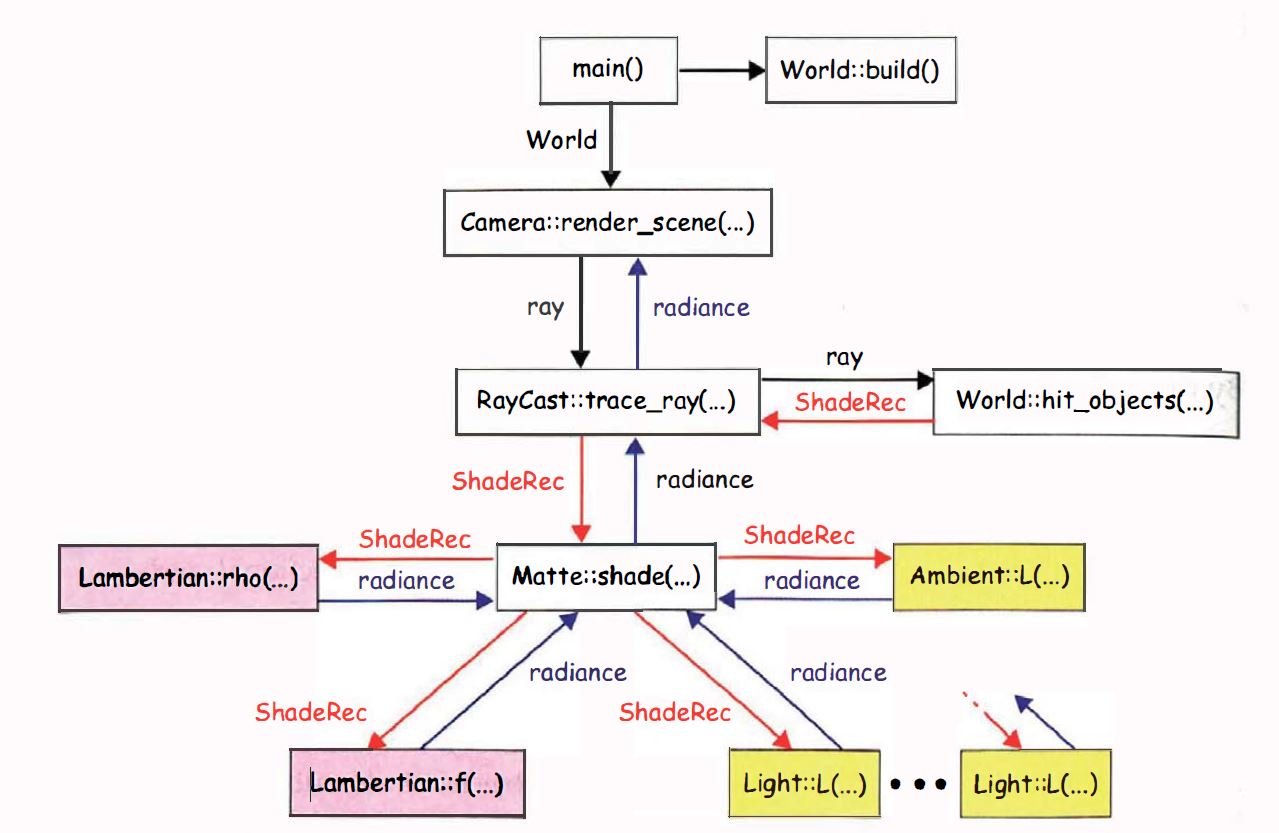 main()
World::build()
World
Camera::render_scene(...)
ray
radiance
RayCast::trace_ray(...)
ray
ShadeRec
World::hit_objects(...)
ShadeRec
radiance
ShadeRec
ShadeRec
Lambertian::rho(...)
radiance
Matte::shade(...)
radiance
Ambient::L(...)
radiance
radiance
ShadeRec
ShadeRec
Lambertian::f(...)
Light::L(...)
•••
Light::L(...)